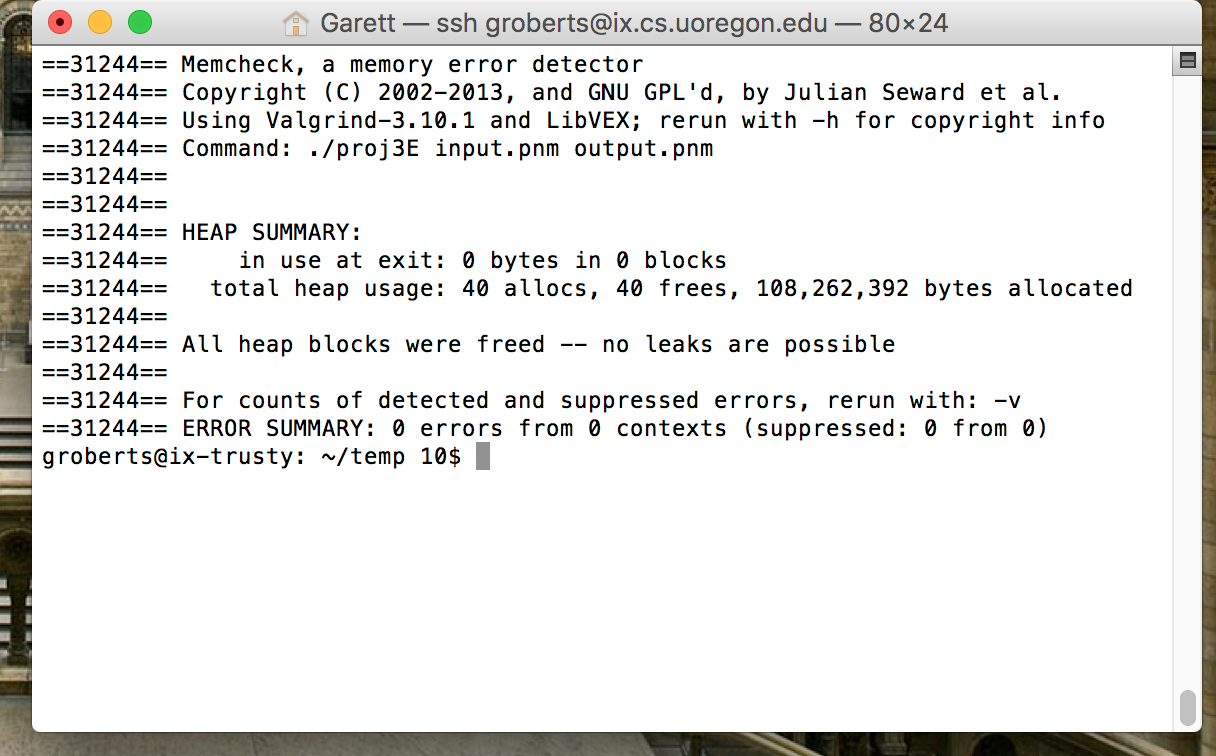 Garett — ssh groberts@ix.cs.uoregon.edu — 80×24
==31244== Memcheck, a memory error detector
==31244== Copyright (C) 2002-2013, and GNU GPL'd, by Julian Seward et al.
==31244== Using Valgrind-3.10.1 and LibVEX; rerun with -h for copyright info
==31244== Command: ./proj3E input.pnm output.pnm
==31244==
==31244==
==31244== HEAP SUMMARY:
==31244==     in use at exit: 0 bytes in 0 blocks
==31244==   total heap usage: 40 allocs, 40 frees, 108,262,392 bytes allocated
==31244==
==31244== All heap blocks were freed -- no leaks are possible
==31244==
==31244== For counts of detected and suppressed errors, rerun with: -v
==31244== ERROR SUMMARY: 0 errors from 0 contexts (suppressed: 0 from 0)
groberts@ix-trusty: ~/temp 10$